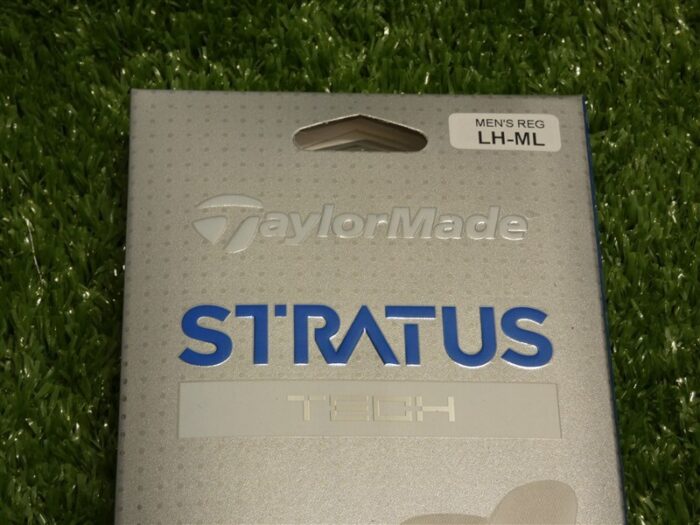 MEN'S REG
LH-ML
TaylorMade
STRATUS
TECH